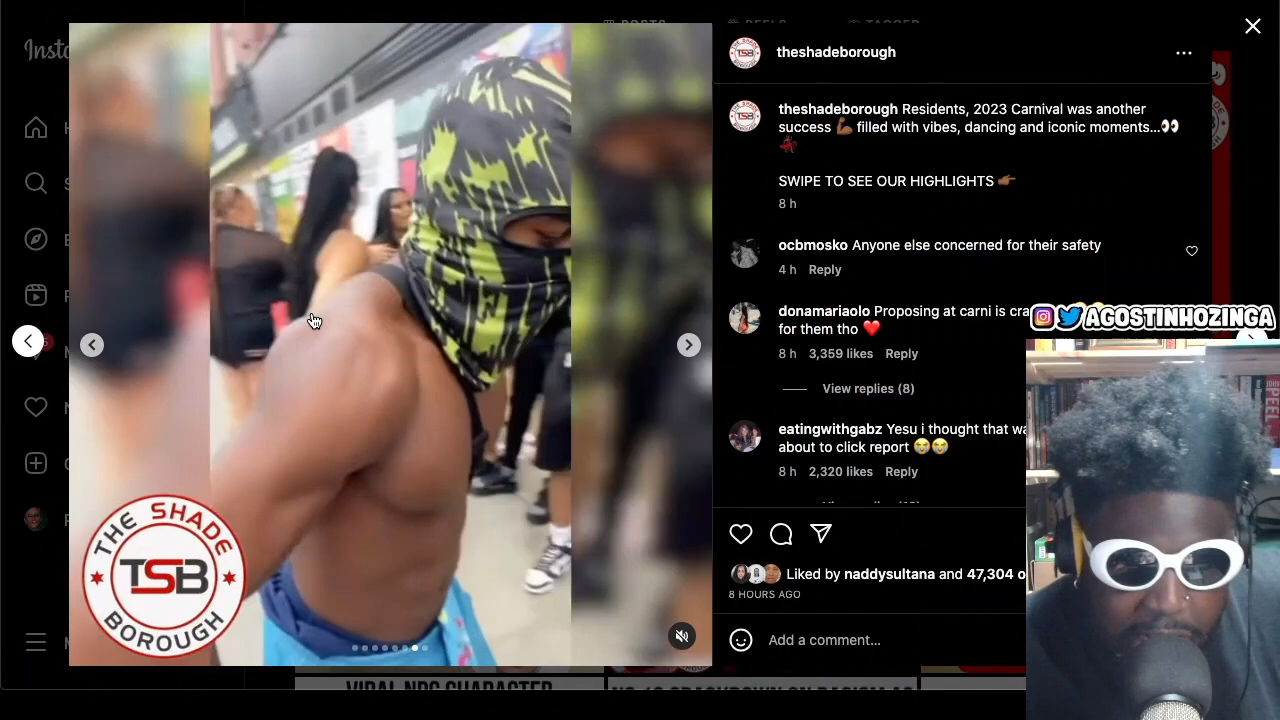 POSTS
REELS
TAGGED
Insta
theshadeborough
theshadeborough Residents, 2023 Carnival was another
success 💪🏾 filled with vibes, dancing and iconic moments...👀
💃🏾
SWIPE TO SEE OUR HIGHLIGHTS 👉🏾
8 h
ocbmosko Anyone else concerned for their safety
4 h Reply
donamariaolo Proposing at carni is cra
for them tho ❤️
8 h 3,359 likes Reply
View replies (8)
eatingwithgabz Yesu i thought that wa
about to click report 😭😭
8 h 2,320 likes Reply
Liked by naddysultana and 47,304 o
8 HOURS AGO
Add a comment...
AGOSTINHOZINGA
THE SHADE
TSB
BOROUGH
TSB
VIRAL NPC CHARACTER